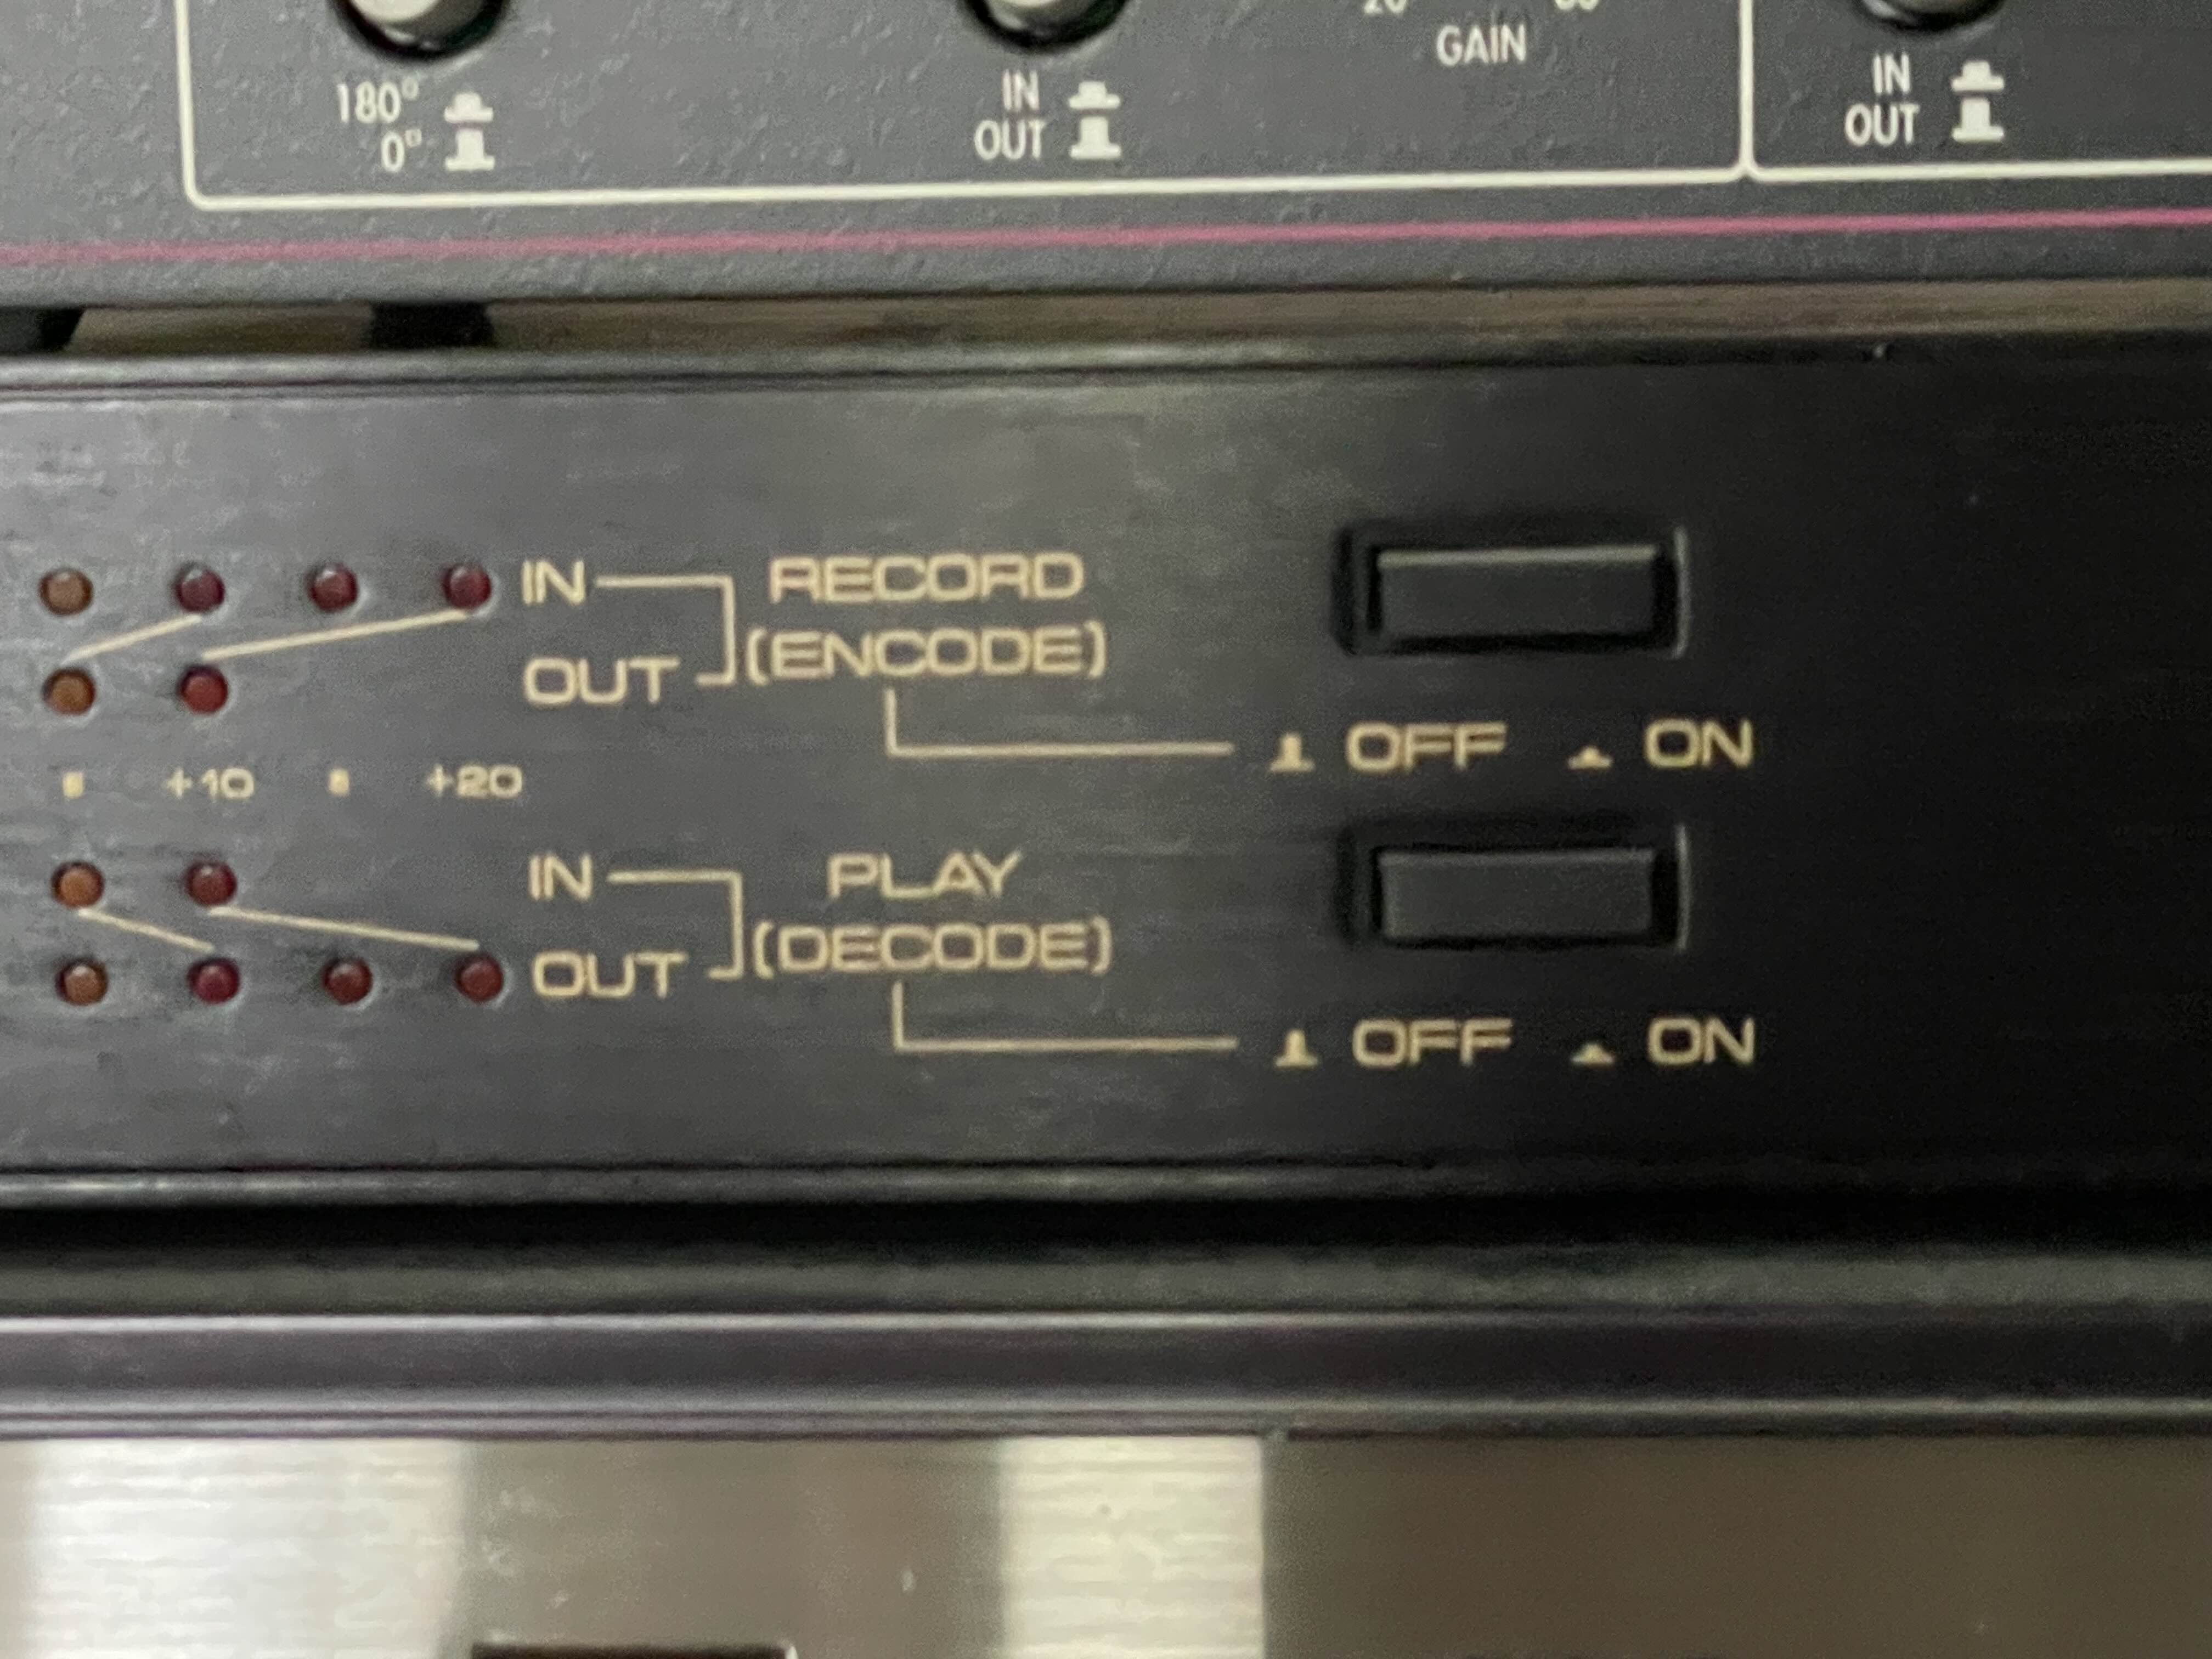 GAIN
180°
0°
IN
OUT
IN
OUT
IN
RECORD
(ENCODE)
OUT
OFF ON
+10 +20
IN
PLAY
(DECODE)
OUT
OFF ON